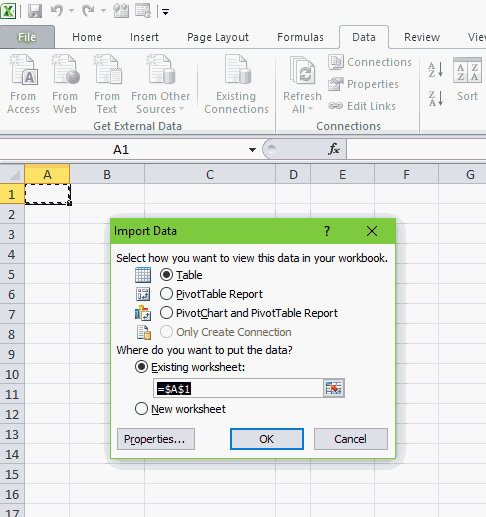 File Home Insert Page Layout Formulas Data Review View
From Access From Web From Text From Other Sources Existing Connections
Get External Data
Refresh All Connections Properties Edit Links
Connections
A Z Z A Sort
A1 fx
A B C D E F G
1
2
3
4
5
6
7
8
9
10
11
12
13
14
15
16
17
Import Data ? X
Select how you want to view this data in your workbook.
Table
PivotTable Report
PivotChart and PivotTable Report
Only Create Connection
Where do you want to put the data?
Existing worksheet:
=$A$1
New worksheet
Properties... OK Cancel